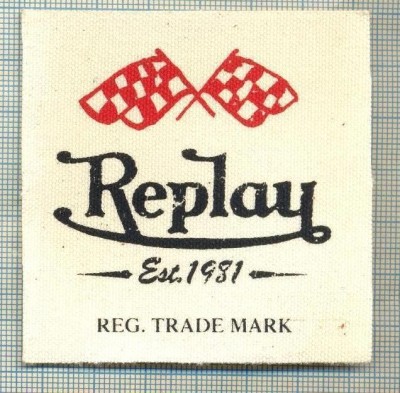 Replay
Est. 1981
REG. TRADE MARK